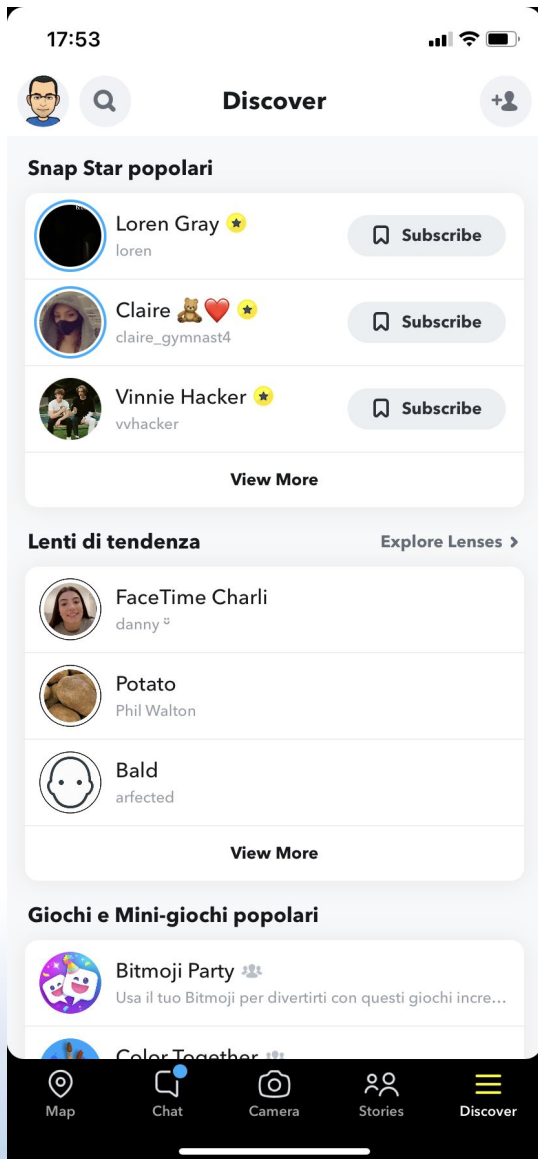 17:53
Discover
Snap Star popolari
Loren Gray
loren
Subscribe
Claire 🧸❤️
claire_gymnast4
Subscribe
Vinnie Hacker
vvhacker
Subscribe
View More
Lenti di tendenza
Explore Lenses >
FaceTime Charli
danny ᵕ̈
Potato
Phil Walton
Bald
arfected
View More
Giochi e Mini-giochi popolari
Bitmoji Party
Usa il tuo Bitmoji per divertirti con questi giochi incre...
Color Together
Map
Chat
Camera
Stories
Discover